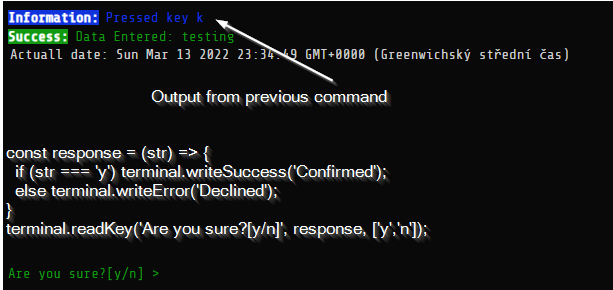 Information: Pressed key k
Success: Data Entered: testing
Actuall date: Sun Mar 13 2022 23:34:49 GMT+0000 (Greenwichský střední čas)
Output from previous command
const response = (str) => {
if (str === 'y') terminal.writeSuccess('Confirmed');
else terminal.writeError('Declined');
}
terminal.readKey('Are you sure?[y/n]', response, ['y','n']);
Are you sure?[y/n] >